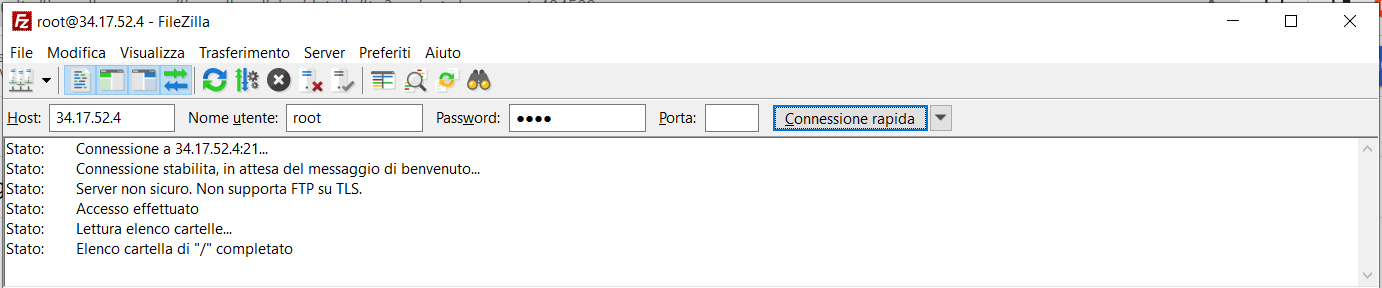 root@34.17.52.4 - FileZilla
File Modifica Visualizza Trasferimento Server Preferiti Aiuto
Host: 34.17.52.4 Nome utente: root Password: ●●●● Porta: Connessione rapida
Stato: Connessione a 34.17.52.4:21...
Stato: Connessione stabilita, in attesa del messaggio di benvenuto...
Stato: Server non sicuro. Non supporta FTP su TLS.
Stato: Accesso effettuato
Stato: Lettura elenco cartelle...
Stato: Elenco cartella di "/" completato